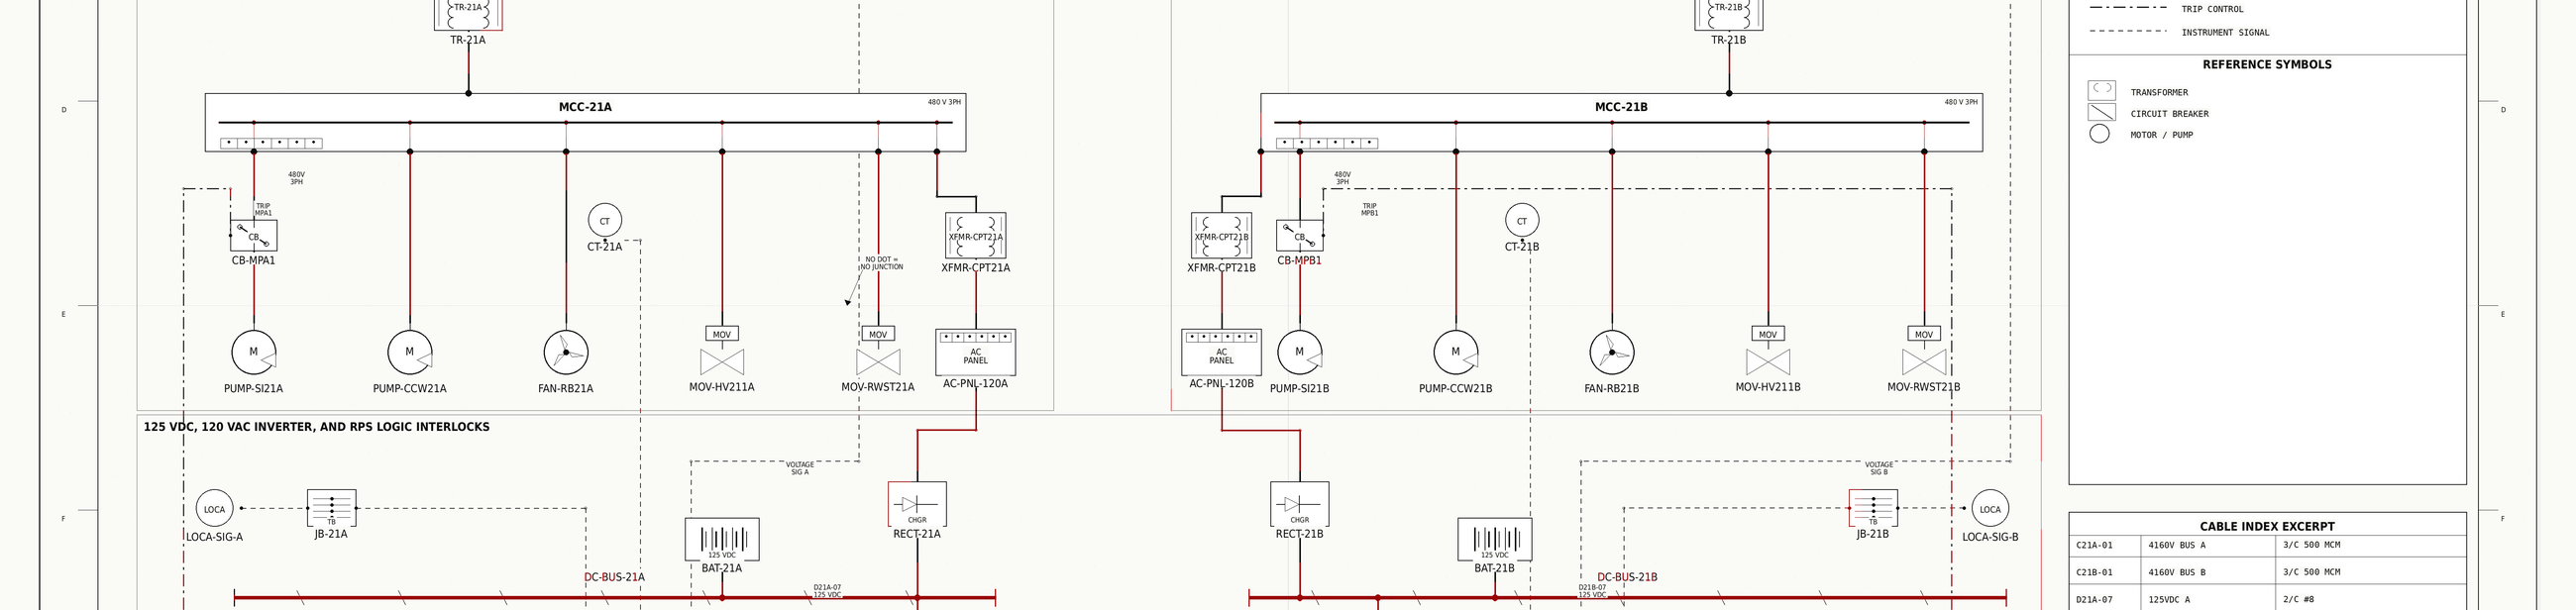 TR-21A
TR-21A
TR-21B
TR-21B
TRIP CONTROL
INSTRUMENT SIGNAL
REFERENCE SYMBOLS
TRANSFORMER
CIRCUIT BREAKER
MOTOR / PUMP
D
MCC-21A
480 V 3PH
MCC-21B
480 V 3PH
D
480V
3PH
TRIP
MPA1
CB
CB-MPA1
CT
CT-21A
NO DOT =
NO JUNCTION
XFMR-CPT21A
XFMR-CPT21A
480V
3PH
TRIP
MPB1
XFMR-CPT21B
XFMR-CPT21B
CB
CB-MPB1
CT
CT-21B
E
E
M
PUMP-SI21A
M
PUMP-CCW21A
FAN-RB21A
MOV
MOV-HV211A
MOV
MOV-RWST21A
AC
PANEL
AC-PNL-120A
AC
PANEL
AC-PNL-120B
M
PUMP-SI21B
M
PUMP-CCW21B
FAN-RB21B
MOV
MOV-HV211B
MOV
MOV-RWST21B
125 VDC, 120 VAC INVERTER, AND RPS LOGIC INTERLOCKS
VOLTAGE
SIG A
VOLTAGE
SIG B
F
F
LOCA
LOCA-SIG-A
TB
JB-21A
125 VDC
BAT-21A
CHGR
RECT-21A
CHGR
RECT-21B
125 VDC
BAT-21B
TB
JB-21B
LOCA
LOCA-SIG-B
DC-BUS-21A
D21A-07
125 VDC
DC-BUS-21B
D21B-07
125 VDC
CABLE INDEX EXCERPT
C21A-01 4160V BUS A 3/C 500 MCM
C21B-01 4160V BUS B 3/C 500 MCM
D21A-07 125VDC A 2/C #8